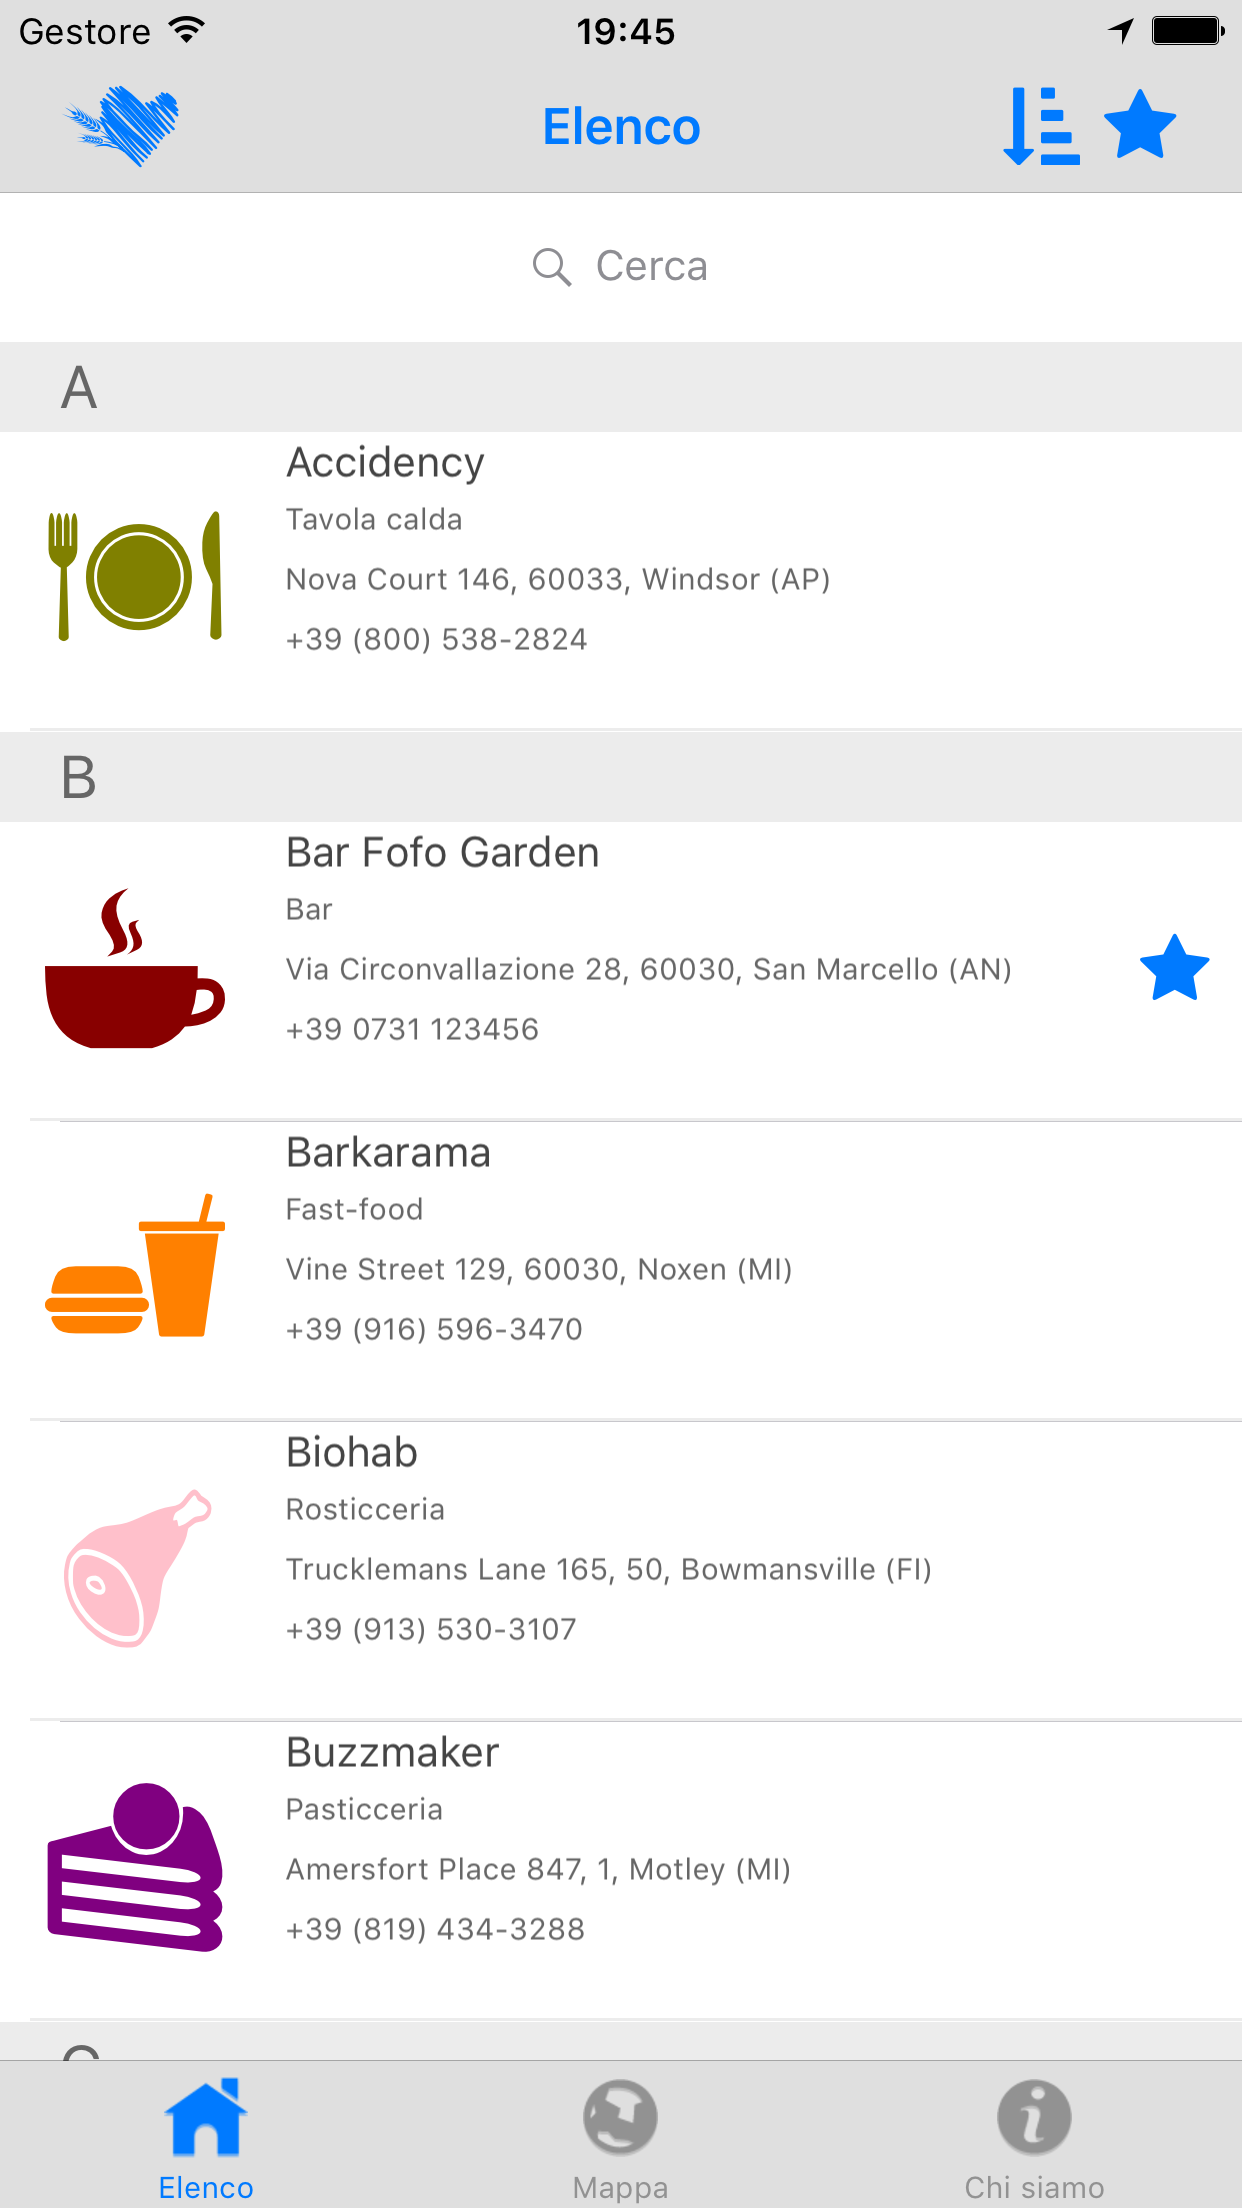 Gestore
19:45
Elenco
Cerca
A
Accidency
Tavola calda
Nova Court 146, 60033, Windsor (AP)
+39 (800) 538-2824
B
Bar Fofo Garden
Bar
Via Circonvallazione 28, 60030, San Marcello (AN)
+39 0731 123456
Barkarama
Fast-food
Vine Street 129, 60030, Noxen (MI)
+39 (916) 596-3470
Biohab
Rosticceria
Trucklemans Lane 165, 50, Bowmansville (FI)
+39 (913) 530-3107
Buzzmaker
Pasticceria
Amersfort Place 847, 1, Motley (MI)
+39 (819) 434-3288
Elenco
Mappa
Chi siamo